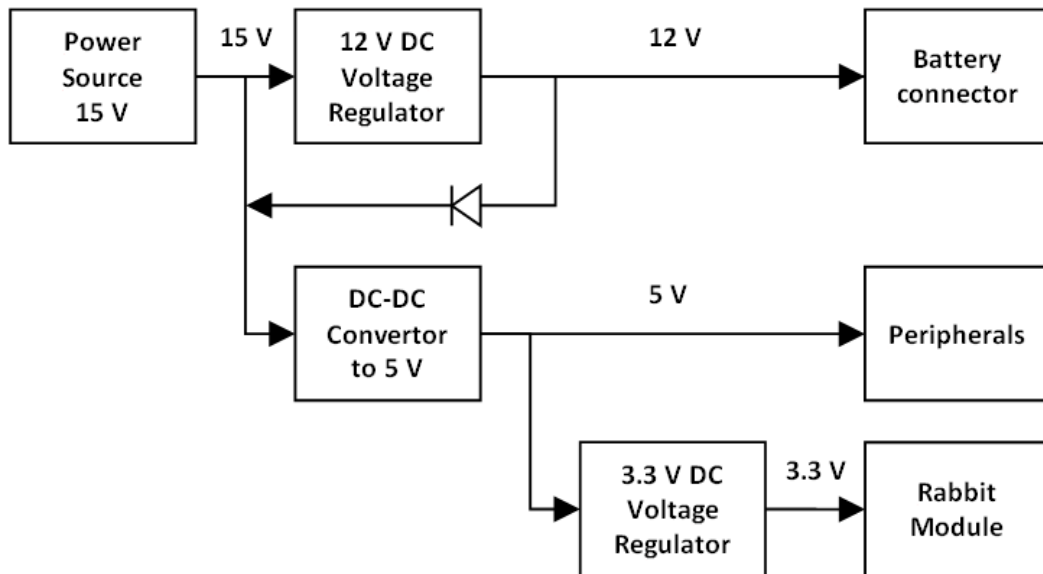 Power
Source
15 V
15 V
12 V DC
Voltage
Regulator
12 V
Battery
connector
DC-DC
Convertor
to 5 V
5 V
Peripherals
3.3 V DC
Voltage
Regulator
3.3 V
Rabbit
Module